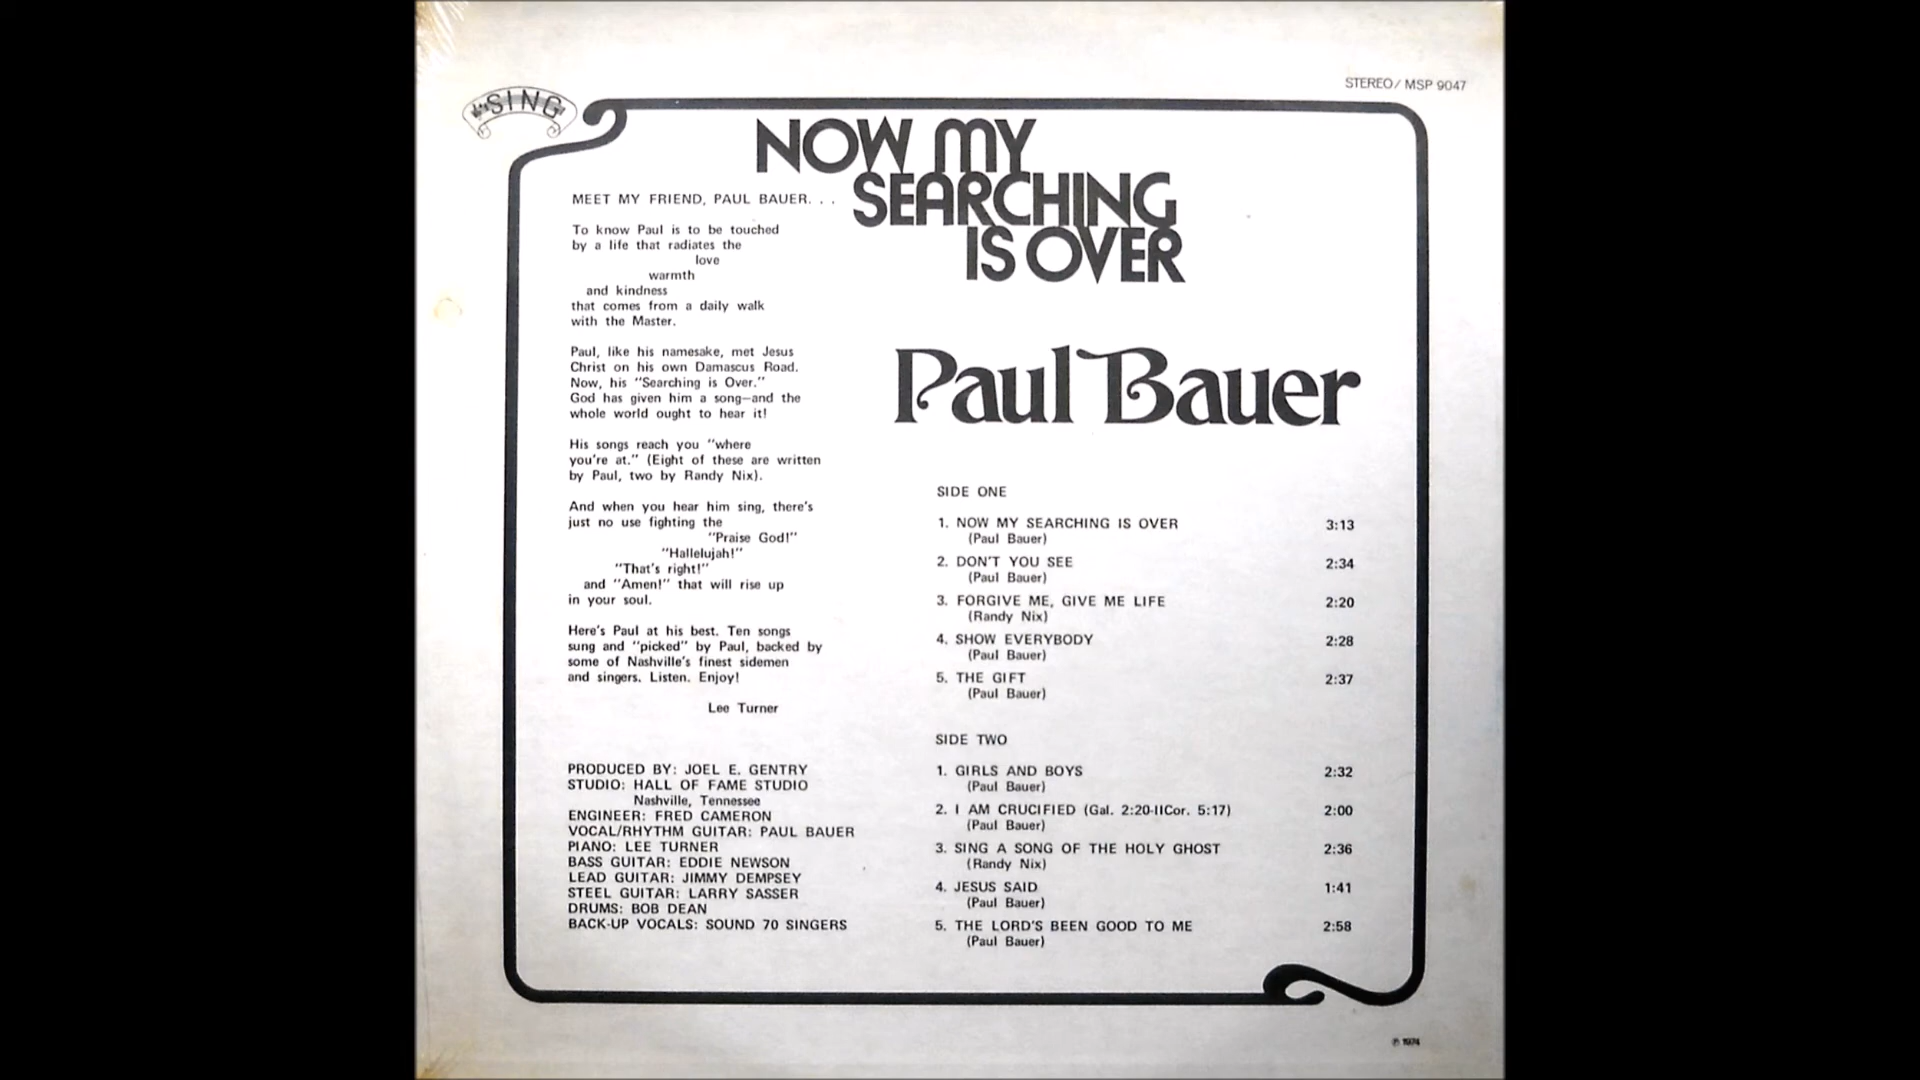 SING
STEREO/ MSP 9047
NOW MY
SEARCHING
IS OVER
MEET MY FRIEND, PAUL BAUER. . .
To know Paul is to be touched
by a life that radiates the
love
warmth
and kindness
that comes from a daily walk
with the Master.
Paul, like his namesake, met Jesus
Christ on his own Damascus Road.
Now, his "Searching is Over."
God has given him a song—and the
whole world ought to hear it!
His songs reach you "where
you're at." (Eight of these are written
by Paul, two by Randy Nix).
And when you hear him sing, there's
just no use fighting the
"Praise God!"
"Hallelujah!"
"That's right!"
and "Amen!" that will rise up
in your soul.
Here's Paul at his best. Ten songs
sung and "picked" by Paul, backed by
some of Nashville's finest sidemen
and singers. Listen. Enjoy!
Lee Turner
PRODUCED BY: JOEL E. GENTRY
STUDIO: HALL OF FAME STUDIO
Nashville, Tennessee
ENGINEER: FRED CAMERON
VOCAL/RHYTHM GUITAR: PAUL BAUER
PIANO: LEE TURNER
BASS GUITAR: EDDIE NEWSON
LEAD GUITAR: JIMMY DEMPSEY
STEEL GUITAR: LARRY SASSER
DRUMS: BOB DEAN
BACK-UP VOCALS: SOUND 70 SINGERS
Paul Bauer
SIDE ONE
1. NOW MY SEARCHING IS OVER 3:13
(Paul Bauer)
2. DON'T YOU SEE 2:34
(Paul Bauer)
3. FORGIVE ME, GIVE ME LIFE 2:20
(Randy Nix)
4. SHOW EVERYBODY 2:28
(Paul Bauer)
5. THE GIFT 2:37
(Paul Bauer)
SIDE TWO
1. GIRLS AND BOYS 2:32
(Paul Bauer)
2. I AM CRUCIFIED (Gal. 2:20-IICor. 5:17) 2:00
(Paul Bauer)
3. SING A SONG OF THE HOLY GHOST 2:36
(Randy Nix)
4. JESUS SAID 1:41
(Paul Bauer)
5. THE LORD'S BEEN GOOD TO ME 2:58
(Paul Bauer)
℗ 1974